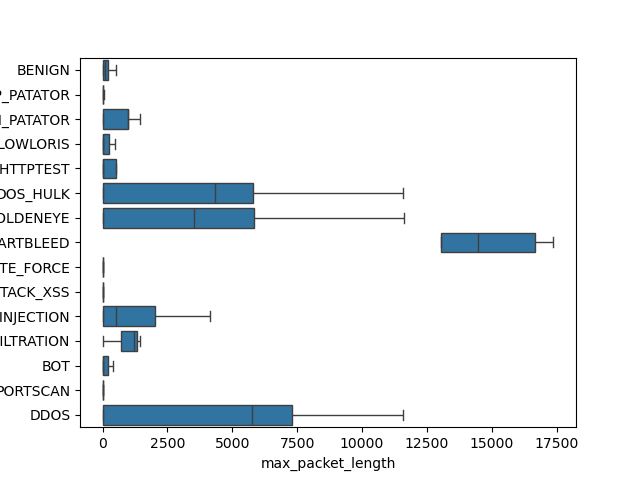 BENIGN
P_PATATOR
I_PATATOR
LOWLORIS
HTTPTEST
DOS_HULK
OLDENEYE
ARTBLEED
TE_FORCE
TACK_XSS
INJECTION
ILTRATION
BOT
PORTSCAN
DDOS
0 2500 5000 7500 10000 12500 15000 17500
max_packet_length